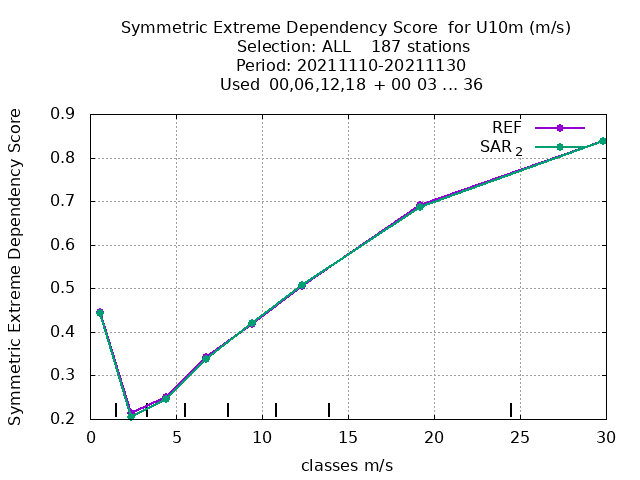 Symmetric Extreme Dependency Score for U10m (m/s)
Selection: ALL 187 stations
Period: 20211110-20211130
Used 00,06,12,18 + 00 03 ... 36
Symmetric Extreme Dependency Score
0.9
0.8
0.7
0.6
0.5
0.4
0.3
0.2
REF
SAR 2
0 5 10 15 20 25 30
classes m/s